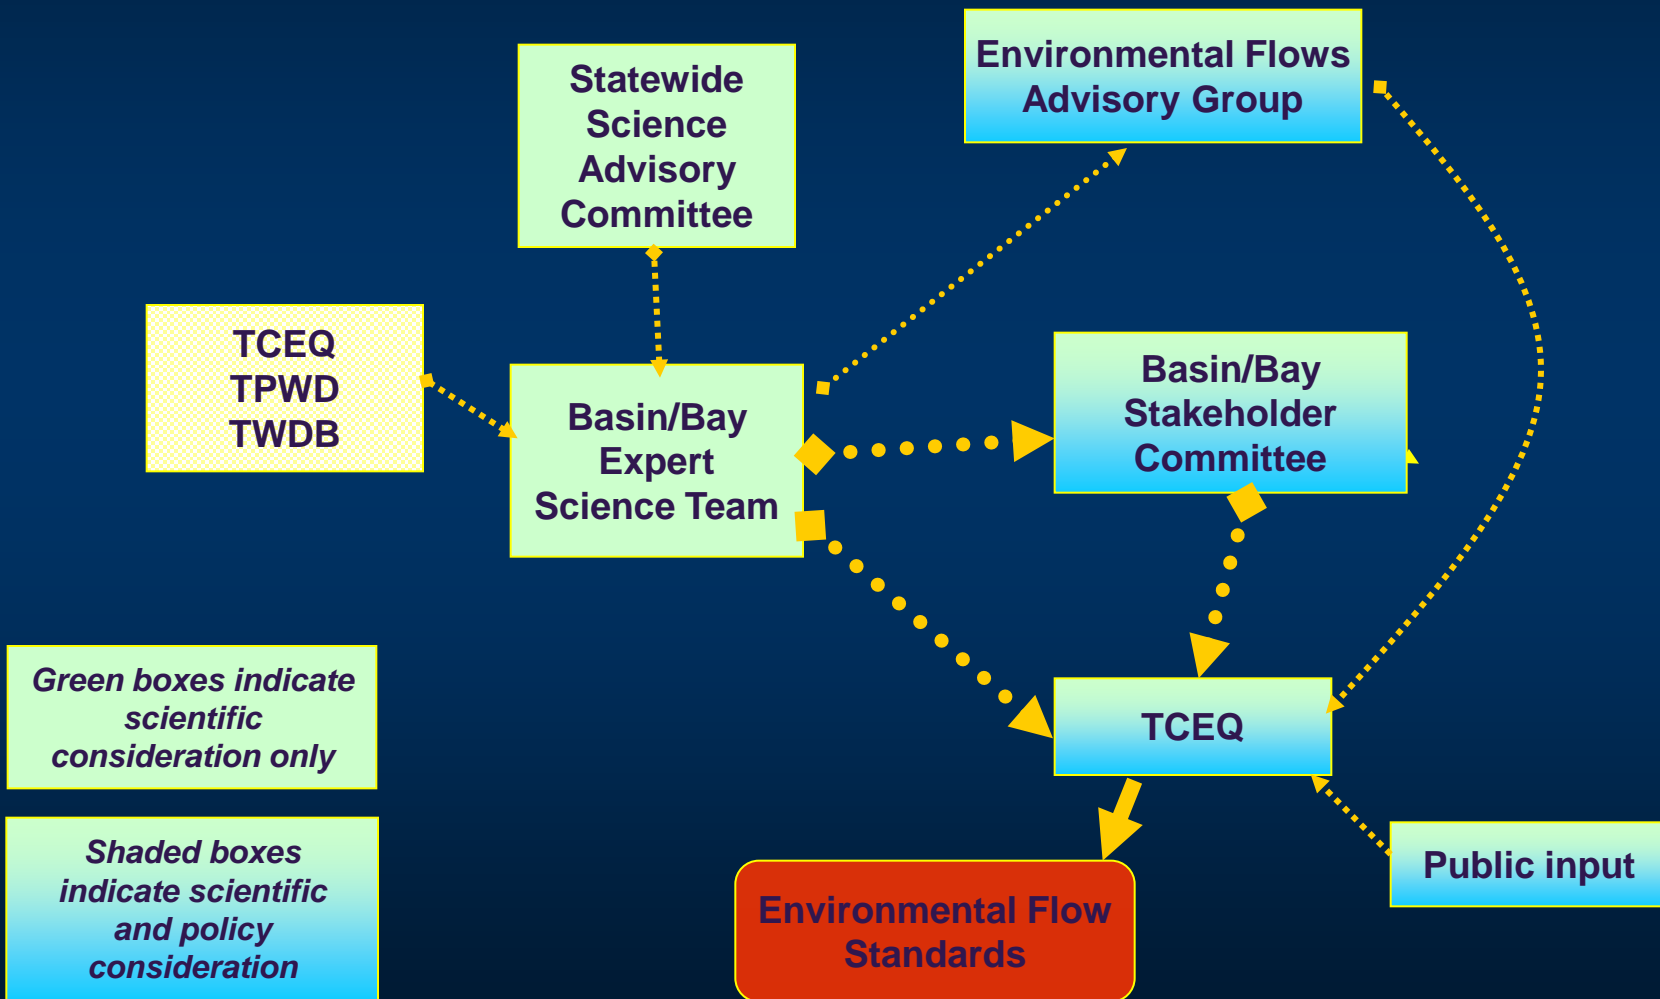 Statewide
Science
Advisory
Committee
Environmental Flows
Advisory Group
TCEQ
TPWD
TWDB
Basin/Bay
Expert
Science Team
Basin/Bay
Stakeholder
Committee
Green boxes indicate
scientific
consideration only
TCEQ
Shaded boxes
indicate scientific
and policy
consideration
Public input
Environmental Flow
Standards